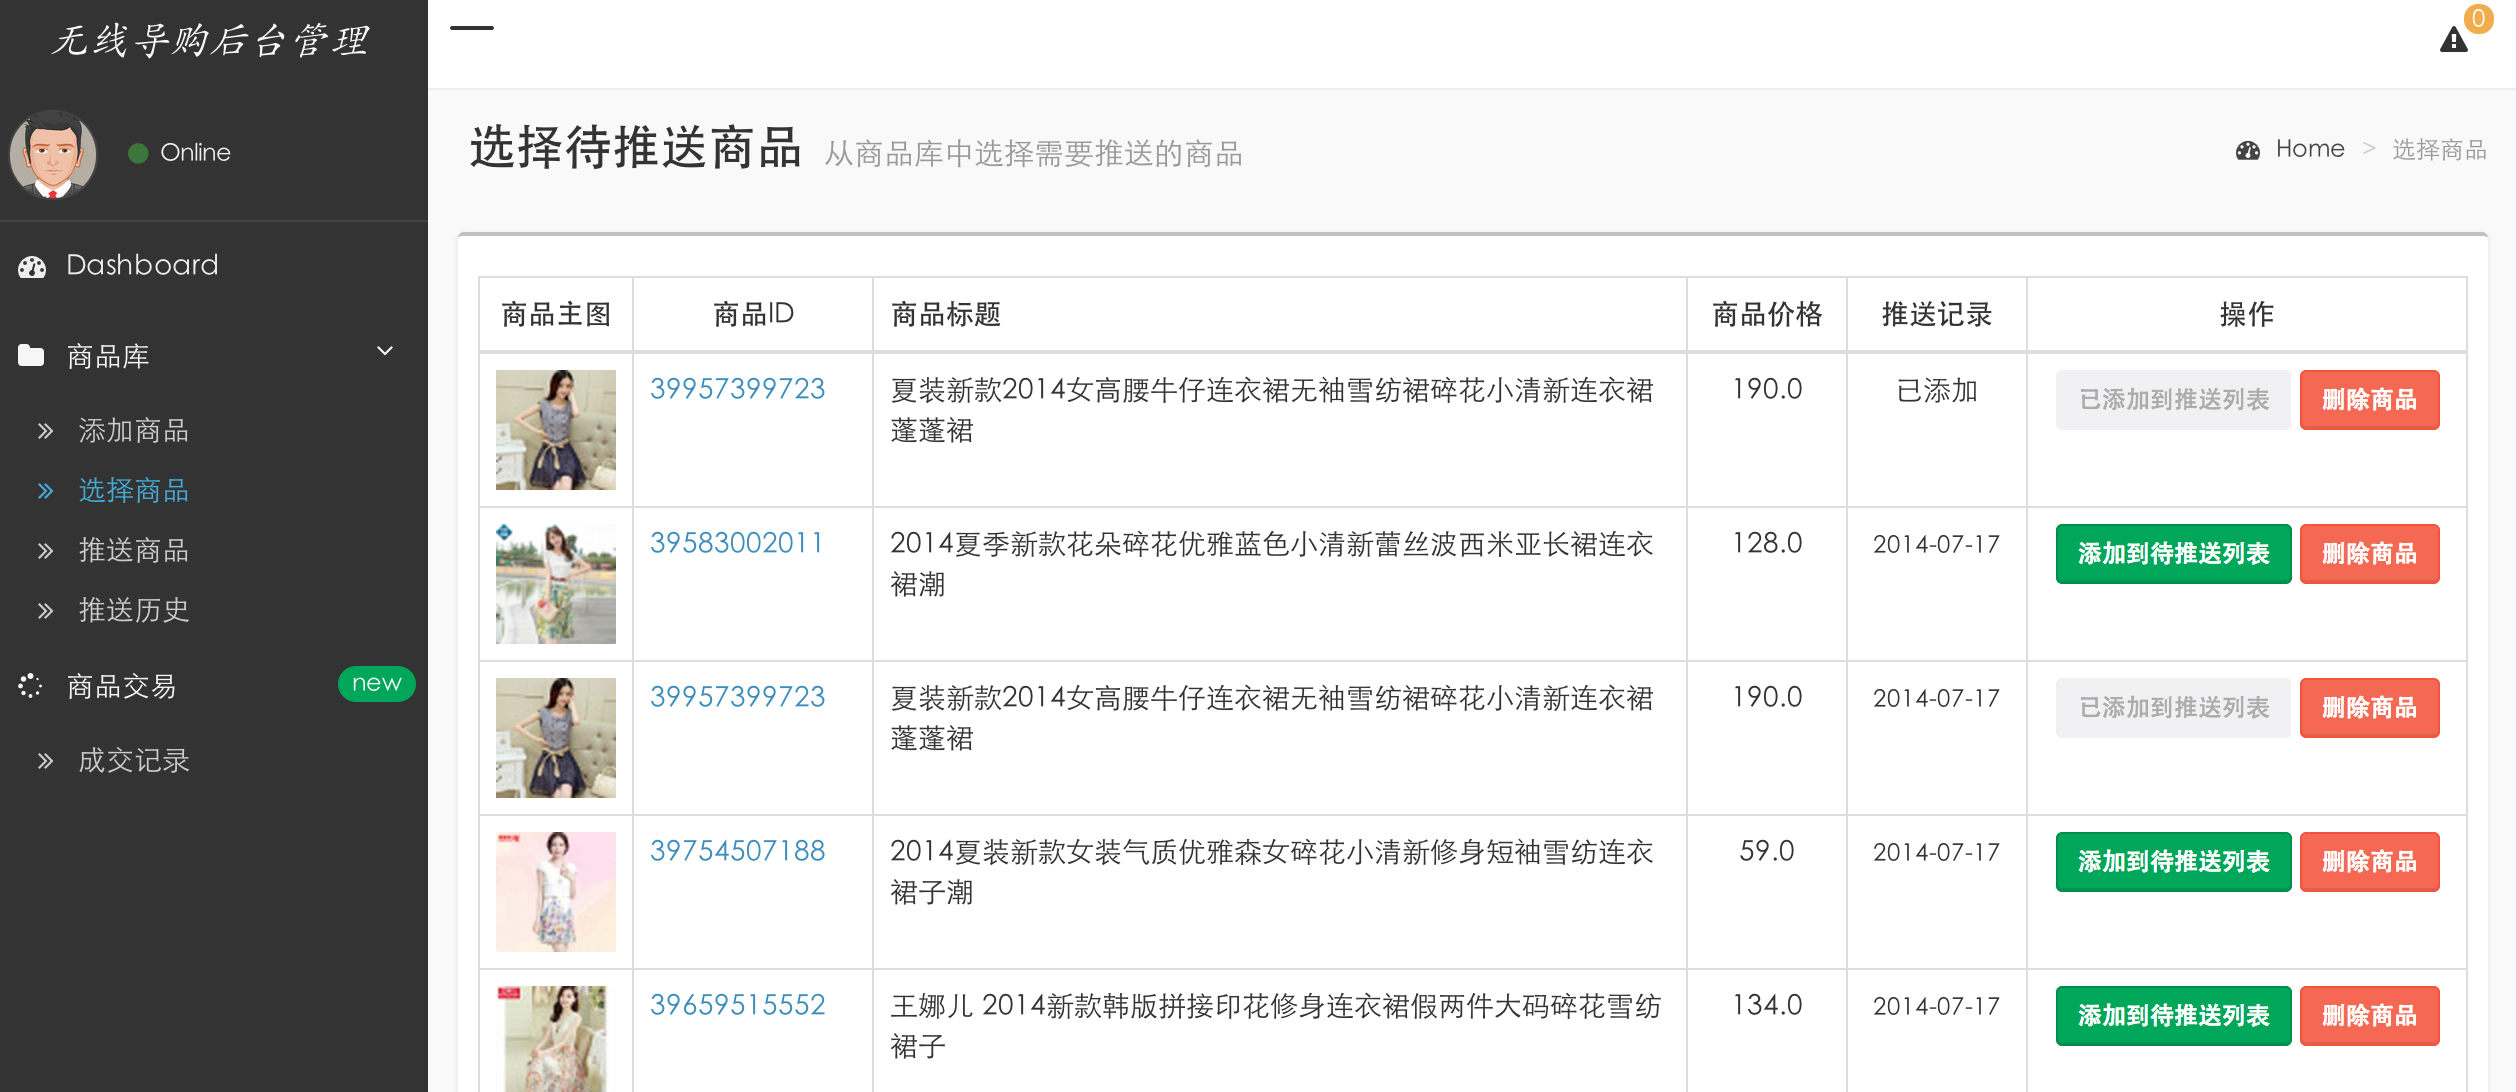 无线导购后台管理
0
Online
Dashboard
商品库
添加商品
选择商品
推送商品
推送历史
商品交易 new
成交记录
选择待推送商品 从商品库中选择需要推送的商品
Home > 选择商品
商品主图 商品ID 商品标题 商品价格 推送记录 操作
39957399723 夏装新款2014女高腰牛仔连衣裙无袖雪纺裙碎花小清新连衣裙 190.0 已添加 已添加到推送列表 删除商品
蓬蓬裙
39583002011 2014夏季新款花朵碎花优雅蓝色小清新蕾丝波西米亚长裙连衣 128.0 2014-07-17 添加到待推送列表 删除商品
裙潮
39957399723 夏装新款2014女高腰牛仔连衣裙无袖雪纺裙碎花小清新连衣裙 190.0 2014-07-17 已添加到推送列表 删除商品
蓬蓬裙
39754507188 2014夏装新款女装气质优雅森女碎花小清新修身短袖雪纺连衣 59.0 2014-07-17 添加到待推送列表 删除商品
裙子潮
39659515552 王娜儿 2014新款韩版拼接印花修身连衣裙假两件大码碎花雪纺 134.0 2014-07-17 添加到待推送列表 删除商品
裙子